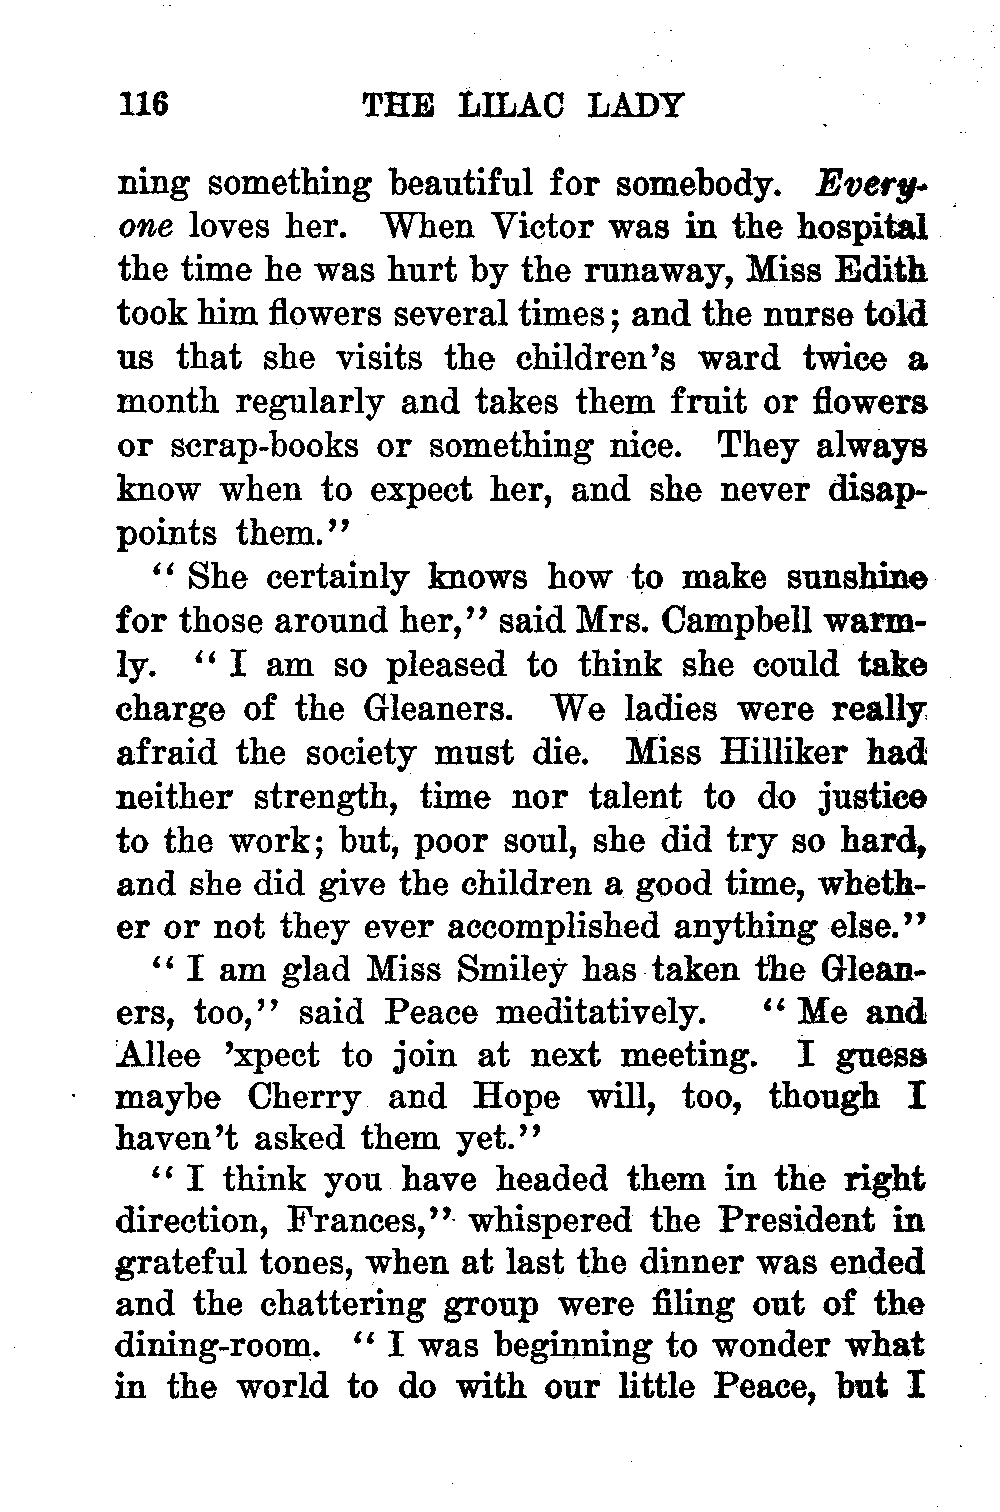 116 THE LILAC LADY
ning something beautiful for somebody. Every-
one loves her. When Victor was in the hospital
the time he was hurt by the runaway, Miss Edith
took him flowers several times; and the nurse told
us that she visits the children's ward twice a
month regularly and takes them fruit or flowers
or scrap-books or something nice. They always
know when to expect her, and she never disap-
points them."
" She certainly knows how to make sunshine
for those around her," said Mrs. Campbell warm-
ly. " I am so pleased to think she could take
charge of the Gleaners. We ladies were really
afraid the society must die. Miss Hilliker had
neither strength, time nor talent to do justice
to the work; but, poor soul, she did try so hard,
and she did give the children a good time, wheth-
er or not they ever accomplished anything else."
" I am glad Miss Smiley has taken the Glean-
ers, too," said Peace meditatively. " Me and
Allee 'xpect to join at next meeting. I guess
maybe Cherry and Hope will, too, though I
haven't asked them yet."
" I think you have headed them in the right
direction, Frances," whispered the President in
grateful tones, when at last the dinner was ended
and the chattering group were filing out of the
dining-room. " I was beginning to wonder what
in the world to do with our little Peace, but I